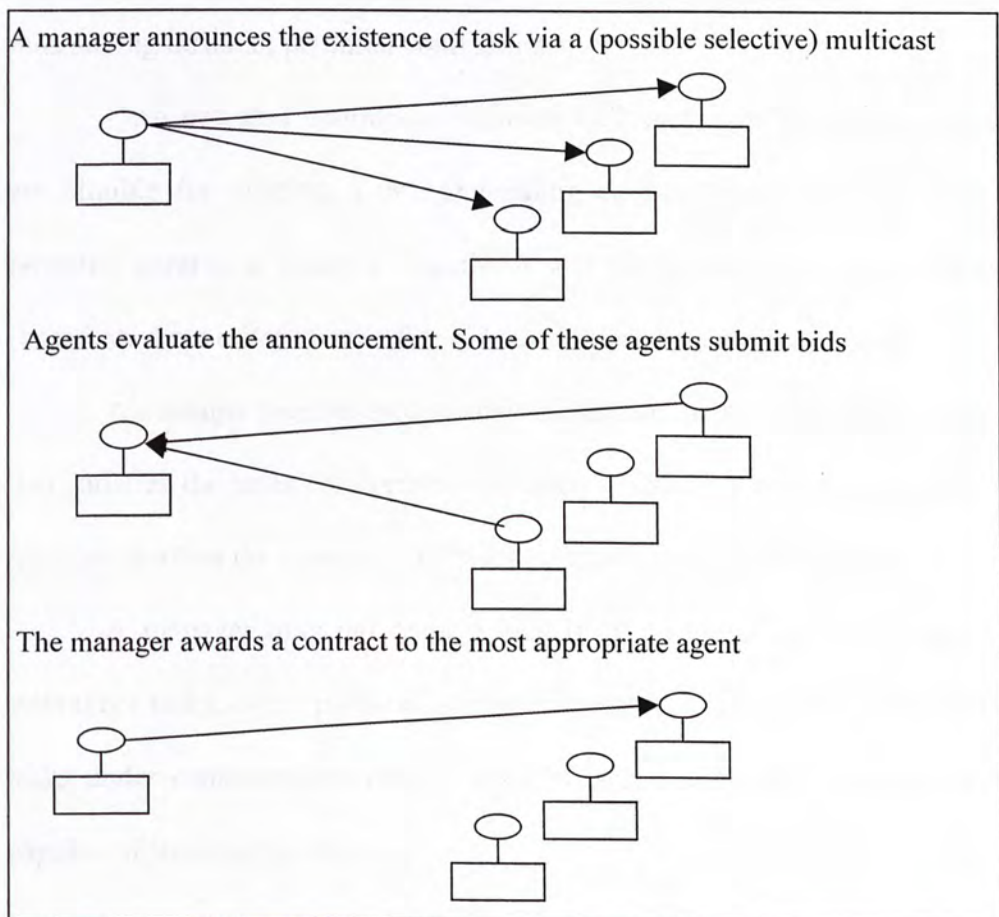 A manager announces the existence of task via a (possible selective) multicast
Agents evaluate the announcement. Some of these agents submit bids
The manager awards a contract to the most appropriate agent